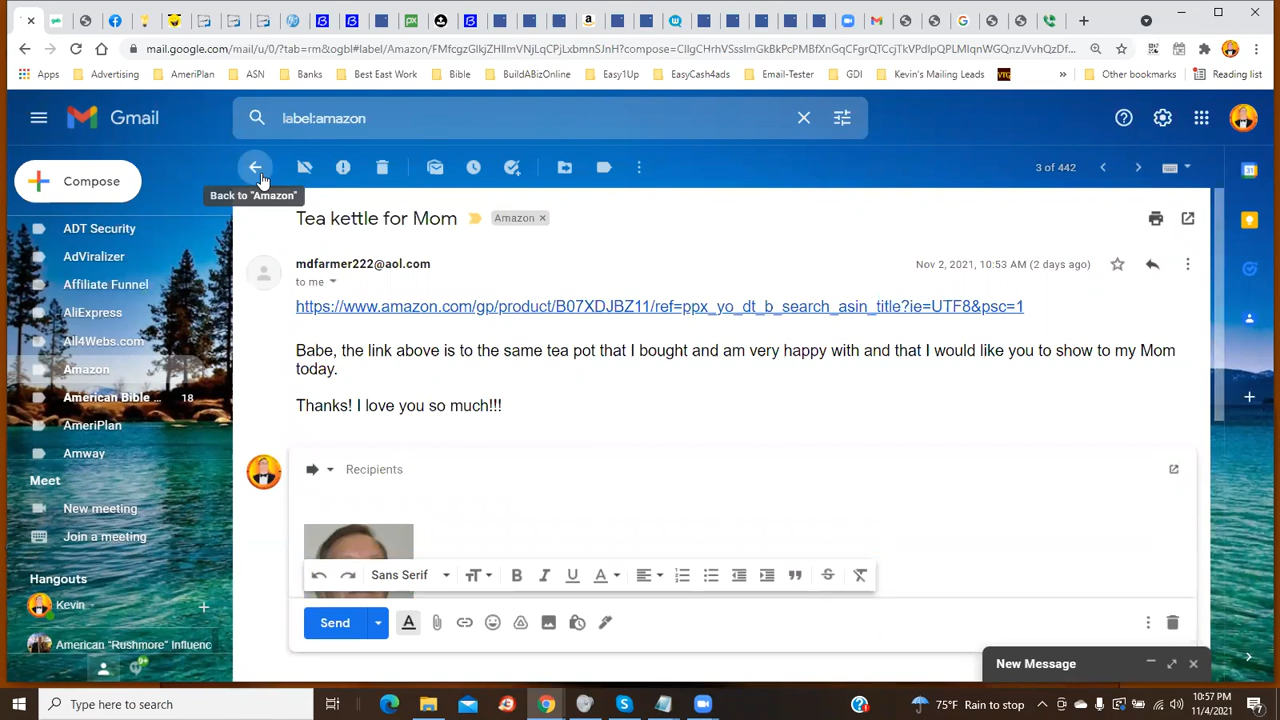 mail.google.com/mail/u/0/?tab=rm&ogbl#label/Amazon/FMfcgzGlkjZHllmVNjLqCPjLxbmnSJnH?compose=CllgCHrhVSsslnGkBkPcPMBfXnGqCFgrQTCcjTkVPdlpQPLMlqnWGQnzJVvhQzDf...
Apps
Advertising
AmeriPlan
ASN
Banks
Best East Work
Bible
BuildABizOnline
Easy1Up
EasyCash4ads
Email-Tester
GDI
Kevin's Mailing Leads
VTG
»
Other bookmarks
Reading list
Gmail
label:amazon
Compose
Back to "Amazon"
3 of 442
ADT Security
AdViralizer
Affiliate Funnel
AliExpress
All4Webs.com
Amazon
American Bible ...
18
AmeriPlan
Amway
Meet
New meeting
Join a meeting
Hangouts
Kevin
American “Rushmore” Influenc
Tea kettle for Mom
Amazon
mdfarmer222@aol.com
Nov 2, 2021, 10:53 AM (2 days ago)
to me
https://www.amazon.com/gp/product/B07XDJBZ11/ref=ppx_yo_dt_b_search_asin_title?ie=UTF8&psc=1
Babe, the link above is to the same tea pot that I bought and am very happy with and that I would like you to show to my Mom
today.
Thanks! I love you so much!!!
Recipients
Sans Serif
Send
New Message
Type here to search
75°F Rain to stop
10:57 PM
11/4/2021